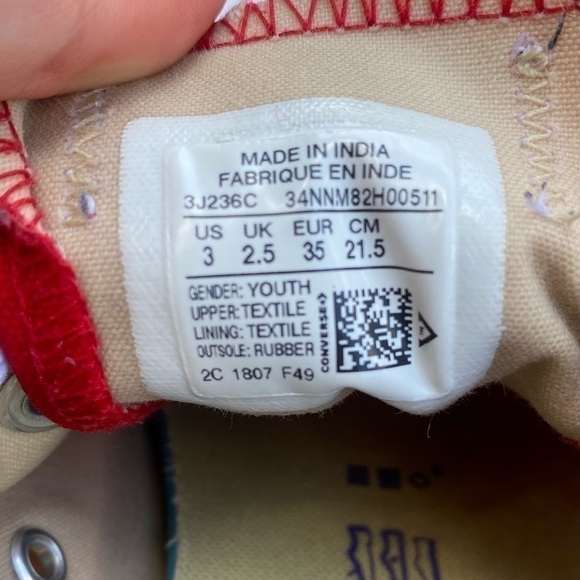 MADE IN INDIA
FABRIQUE EN INDE
3J236C 34NNM82H00511
US UK EUR CM
3 2.5 35 21.5
GENDER: YOUTH
UPPER: TEXTILE
LINING: TEXTILE
OUTSOLE: RUBBER
2C 1807 F49
CONVERSE
TM